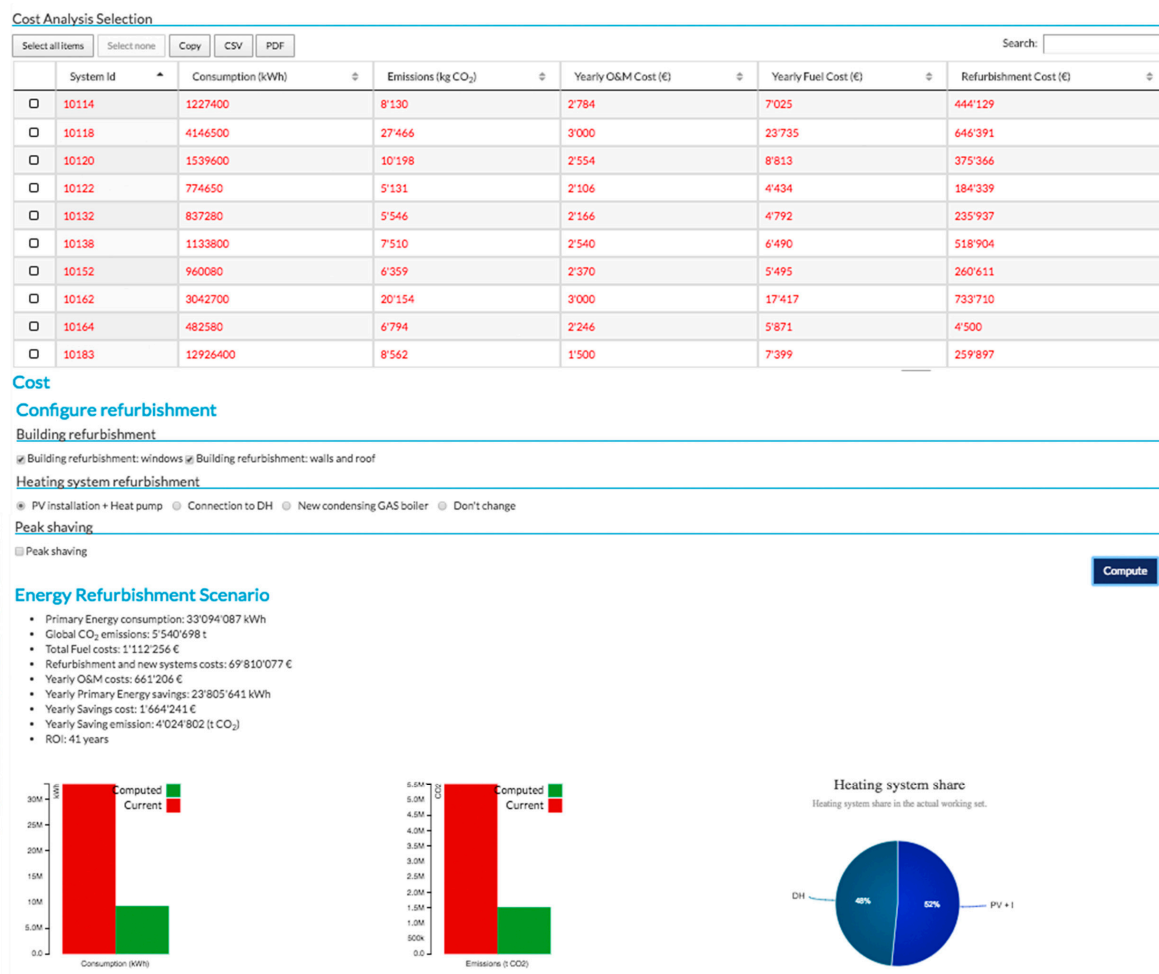 Cost Analysis Selection
Select all items Select none Copy CSV PDF Search:
System Id Consumption (kWh) Emissions (kg CO2) Yearly O&M Cost (€) Yearly Fuel Cost (€) Refurbishment Cost (€)
10114 1227400 8'130 2'784 7'025 444'129
10118 4146500 27'466 3'000 23'735 646'391
10120 1539600 10'198 2'554 8'813 375'366
10122 774650 5'131 2'106 4'434 184'339
10132 837280 5'546 2'166 4'792 235'937
10138 1133800 7'510 2'540 6'490 518'904
10152 960080 6'359 2'370 5'495 260'611
10162 3042700 20'154 3'000 17'417 733'710
10164 482580 6'794 2'246 5'871 4'500
10183 12926400 8'562 1'500 7'399 259'897
Cost
Configure refurbishment
Building refurbishment
Building refurbishment: windows Building refurbishment: walls and roof
Heating system refurbishment
PV installation + Heat pump Connection to DH New condensing GAS boiler Don't change
Peak shaving
Peak shaving
Compute
Energy Refurbishment Scenario
• Primary Energy consumption: 33'094'087 kWh
• Global CO2 emissions: 5'540'698 t
• Total Fuel costs: 1'112'256 €
• Refurbishment and new systems costs: 69'810'077 €
• Yearly O&M costs: 661'206 €
• Yearly Primary Energy savings: 23'805'641 kWh
• Yearly Savings cost: 1'664'241 €
• Yearly Saving emission: 4'024'802 (t CO2)
• ROI: 41 years
kWh
Computed
Current
30M
25M
20M
15M
10M
5.0M
0.0
Consumption (kWh)
CO2
Computed
Current
5.5M
5.0M
4.5M
4.0M
3.5M
3.0M
2.5M
2.0M
1.5M
1.0M
500k
0.0
Emissions (t CO2)
Heating system share
Heating system share in the actual working set.
DH 48% 52% PV + I